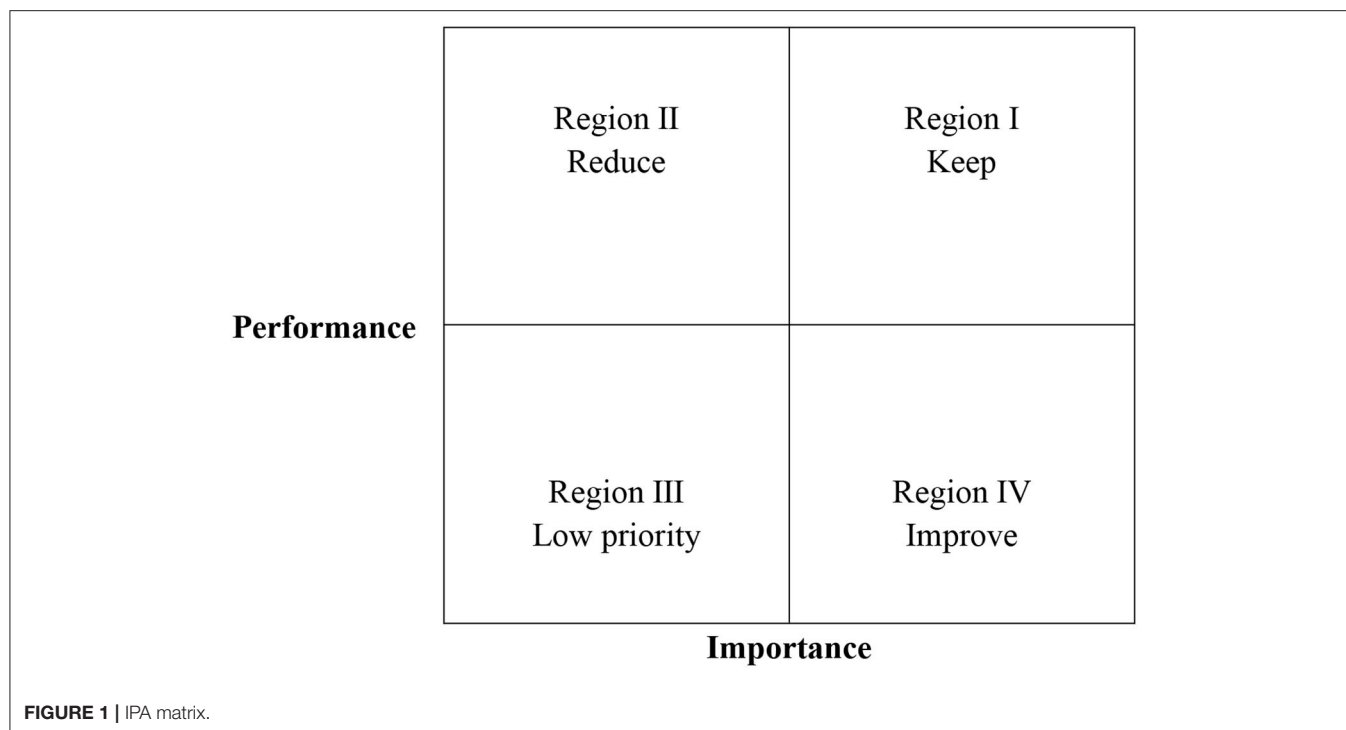 Region II
Reduce
Region I
Keep
Performance
Region III
Low priority
Region IV
Improve
Importance
FIGURE 1 | IPA matrix.